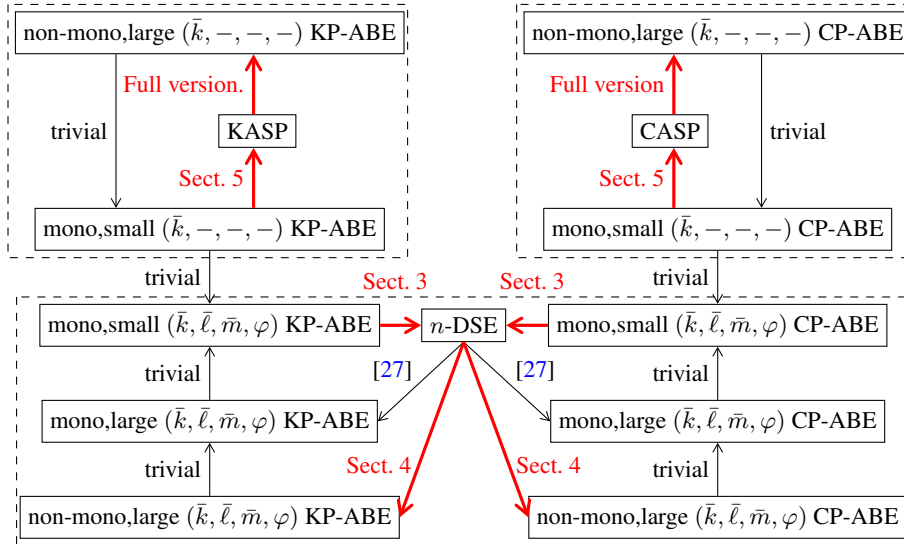 non-mono,large (k̄, −, −, −) KP-ABE
non-mono,large (k̄, −, −, −) CP-ABE
Full version.
Full version
trivial
KASP
CASP
trivial
Sect. 5
Sect. 5
mono,small (k̄, −, −, −) KP-ABE
mono,small (k̄, −, −, −) CP-ABE
trivial
Sect. 3
Sect. 3
trivial
mono,small (k̄, ℓ̄, m̄, φ) KP-ABE
n-DSE
mono,small (k̄, ℓ̄, m̄, φ) CP-ABE
trivial
[27]
[27]
trivial
mono,large (k̄, ℓ̄, m̄, φ) KP-ABE
mono,large (k̄, ℓ̄, m̄, φ) CP-ABE
trivial
Sect. 4
Sect. 4
trivial
non-mono,large (k̄, ℓ̄, m̄, φ) KP-ABE
non-mono,large (k̄, ℓ̄, m̄, φ) CP-ABE